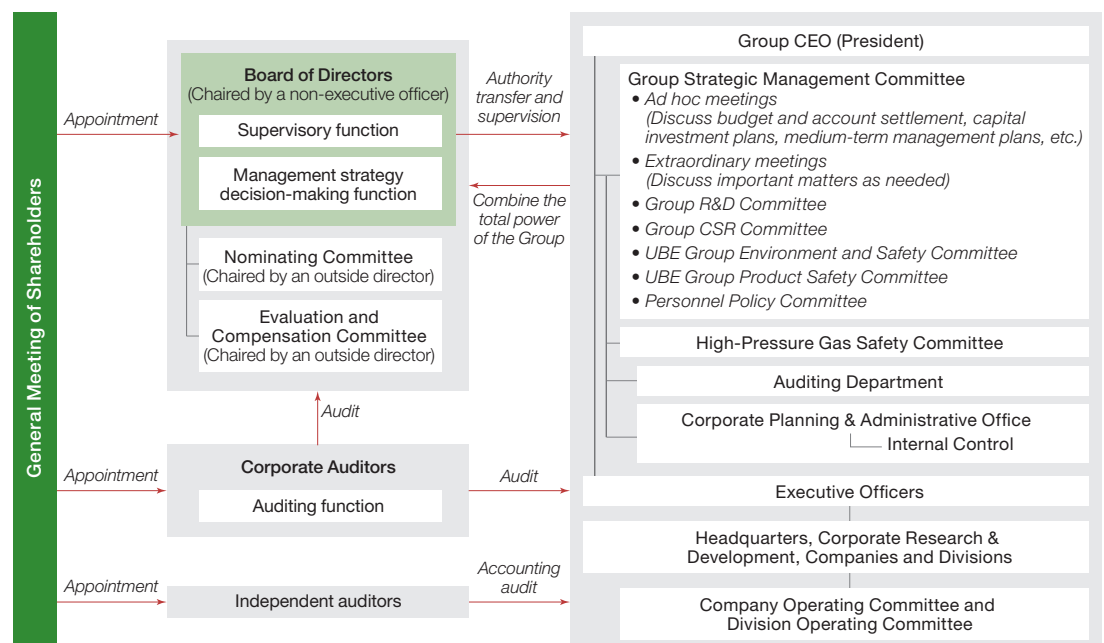 General Meeting of Shareholders
Appointment
Board of Directors
(Chaired by a non-executive officer)
Supervisory function
Management strategy
decision-making function
Nominating Committee
(Chaired by an outside director)
Evaluation and
Compensation Committee
(Chaired by an outside director)
Authority
transfer and
supervision
Combine the
total power
of the Group
Audit
Appointment
Corporate Auditors
Auditing function
Audit
Appointment
Independent auditors
Accounting
audit
Group CEO (President)
Group Strategic Management Committee
• Ad hoc meetings
(Discuss budget and account settlement, capital
investment plans, medium-term management plans, etc.)
• Extraordinary meetings
(Discuss important matters as needed)
• Group R&D Committee
• Group CSR Committee
• UBE Group Environment and Safety Committee
• UBE Group Product Safety Committee
• Personnel Policy Committee
High-Pressure Gas Safety Committee
Auditing Department
Corporate Planning & Administrative Office
Internal Control
Executive Officers
Headquarters, Corporate Research &
Development, Companies and Divisions
Company Operating Committee and
Division Operating Committee